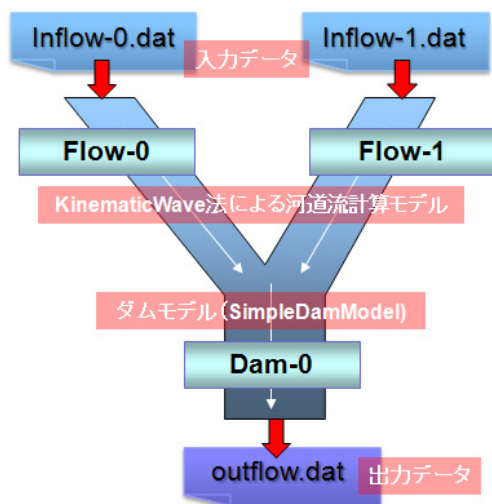 Inflow-0.dat
Inflow-1.dat
入力データ
Flow-0
Flow-1
KinematicWave法による河道流計算モデル
ダムモデル(SimpleDamModel)
Dam-0
outflow.dat
出力データ